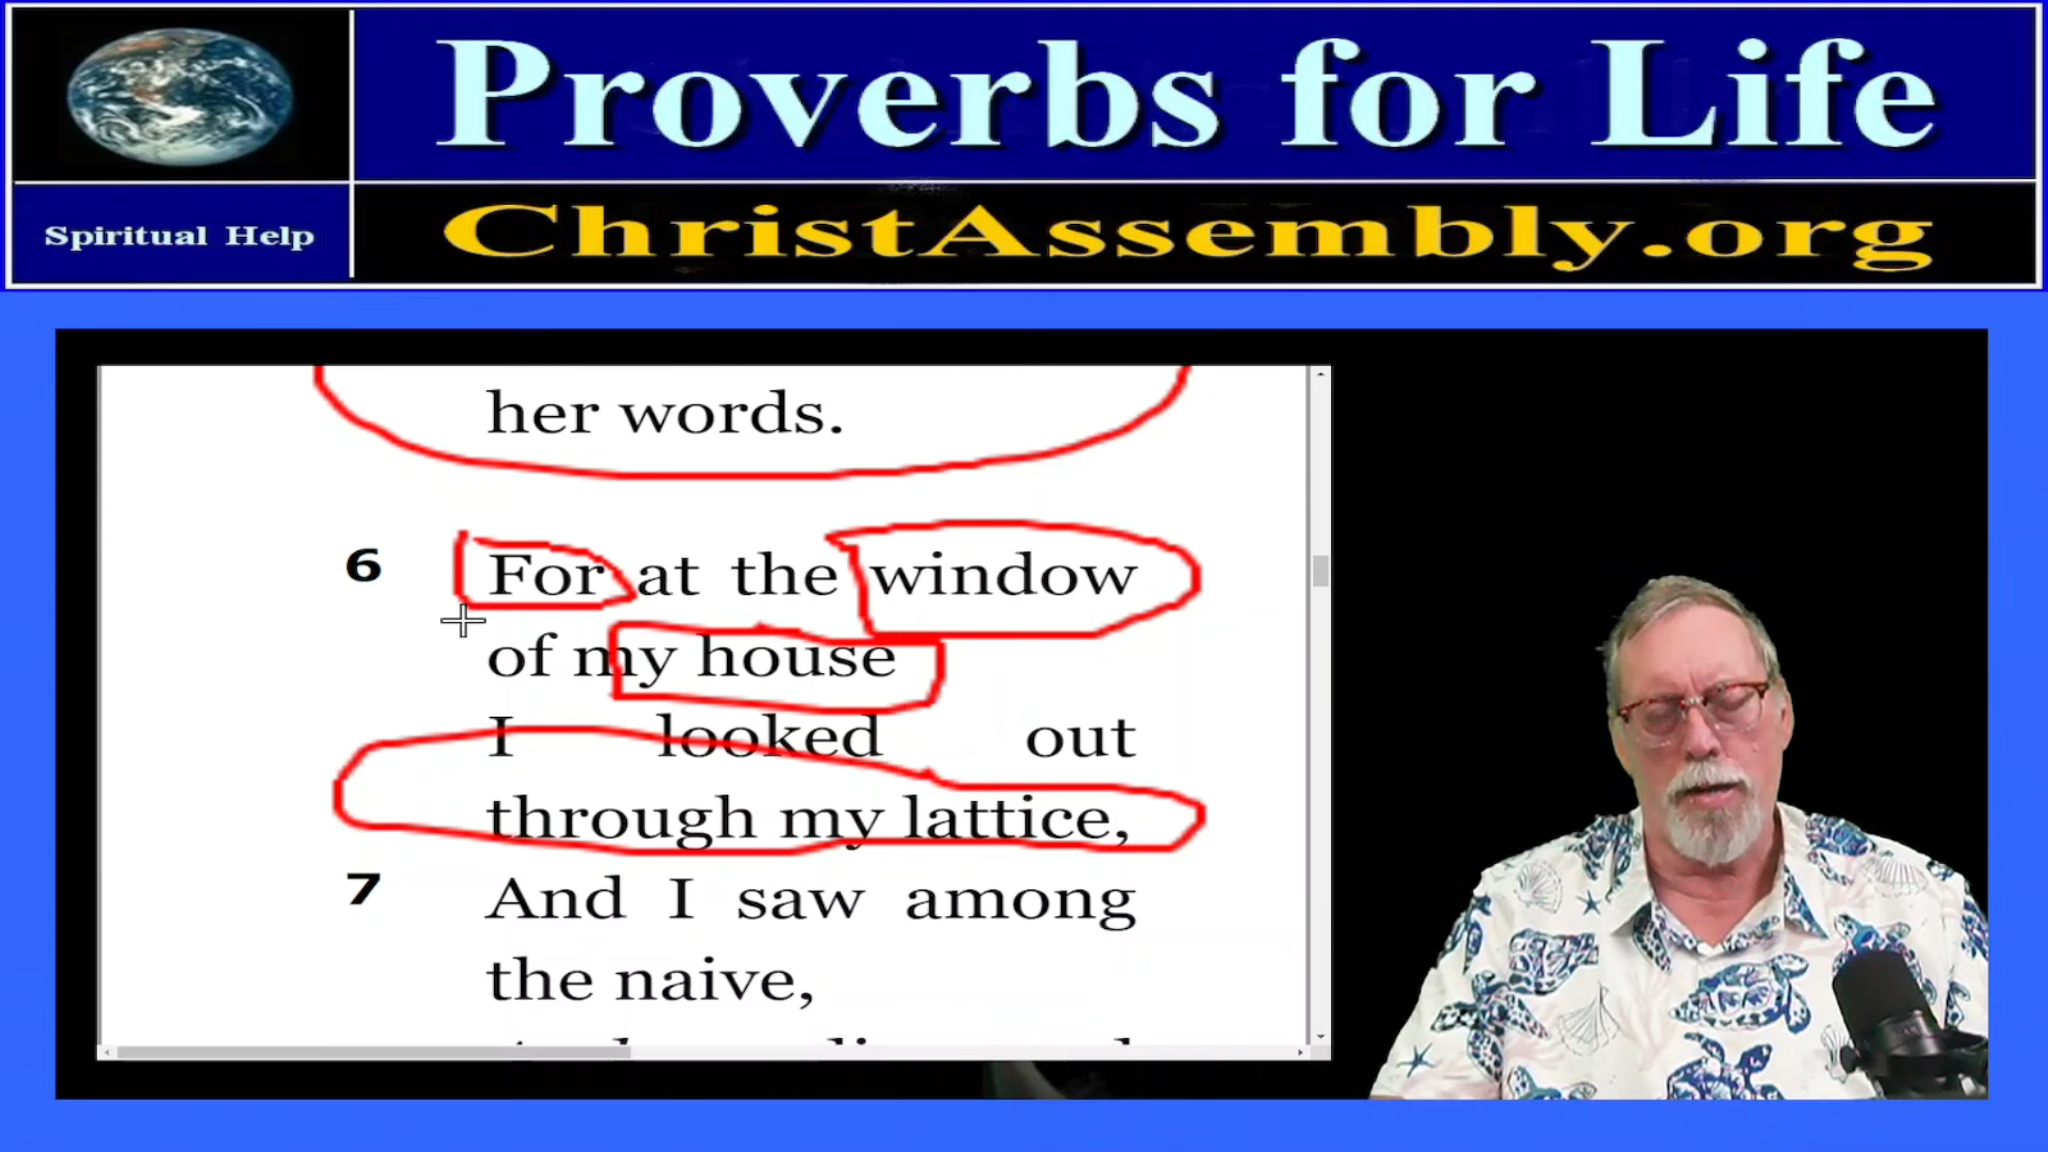 Proverbs for Life
Spiritual Help
ChristAssembly.org
her words.
6 For at the window
of my house
I looked out
through my lattice,
7 And I saw among
the naive,